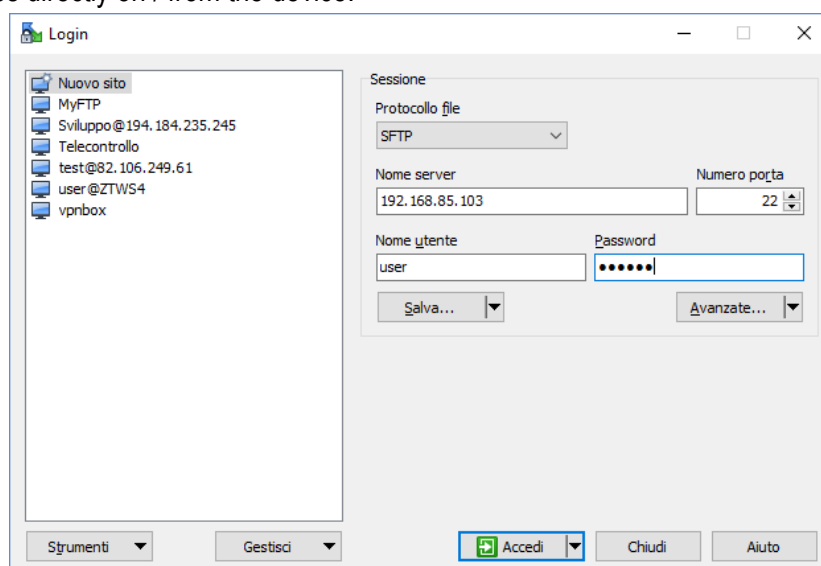 Login
Nuovo sito
MyFTP
Sviluppo@194.184.235.245
Telecontrollo
test@82.106.249.61
user@ZTWS4
vpnbox
Sessione
Protocollo file
SFTP
Nome server
Numero porta
192.168.85.103
22
Nome utente
Password
user
••••••
Salva...
Avanzate...
Strumenti
Gestisci
Accedi
Chiudi
Aiuto